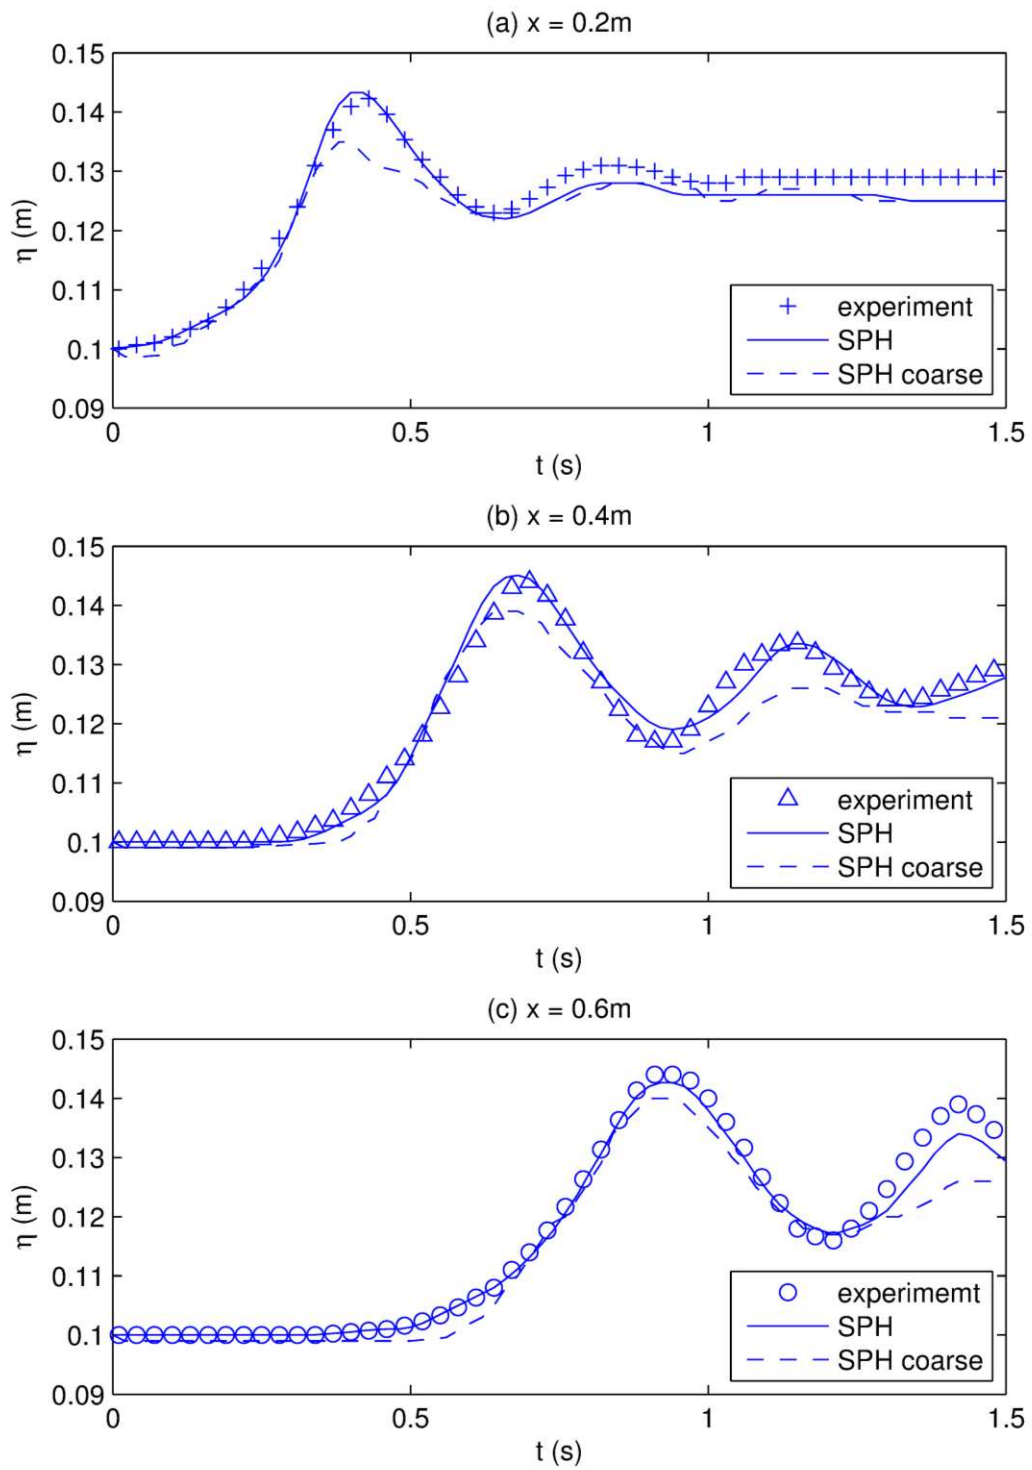 (a) x = 0.2m
0.15
0.14
0.13
0.12
0.11
0.1
0.09
η (m)
experiment
SPH
SPH coarse
0 0.5 1 1.5
t (s)
(b) x = 0.4m
0.15
0.14
0.13
0.12
0.11
0.1
0.09
η (m)
experiment
SPH
SPH coarse
0 0.5 1 1.5
t (s)
(c) x = 0.6m
0.15
0.14
0.13
0.12
0.11
0.1
0.09
η (m)
experimemt
SPH
SPH coarse
0 0.5 1 1.5
t (s)